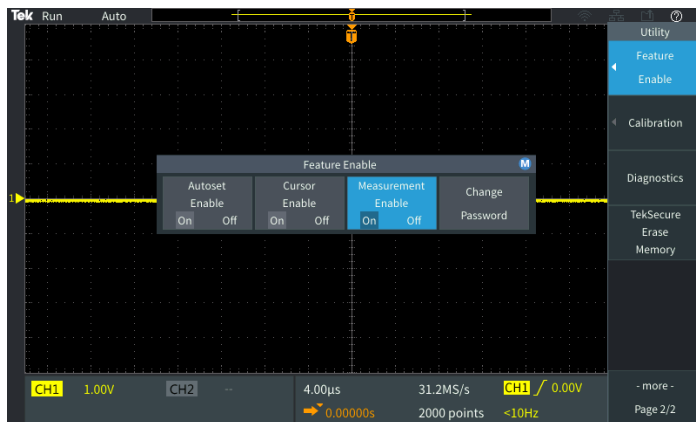 Tek Run Auto
T
T
Utility
Feature
Enable
Calibration
Diagnostics
TekSecure
Erase
Memory
Feature Enable M
Autoset
Enable
On Off
Cursor
Enable
On Off
Measurement
Enable
On Off
Change
Password
1
CH1 1.00V CH2 -- 4.00µs 31.2MS/s CH1 0.00V
0.00000s 2000 points <10Hz
- more -
Page 2/2